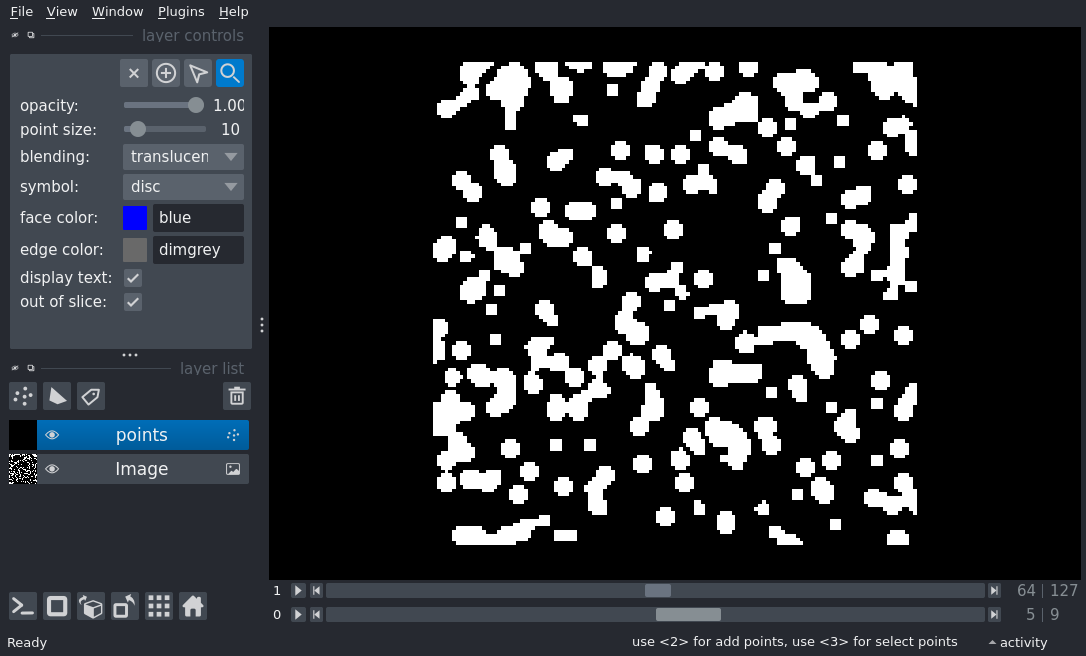 File View Window Plugins Help
layer controls
opacity: 1.00
point size: 10
blending: translucen
symbol: disc
face color: blue
edge color: dimgrey
display text:
out of slice:
layer list
points
Image
1 64 | 127
0 5 | 9
Ready use <2> for add points, use <3> for select points activity